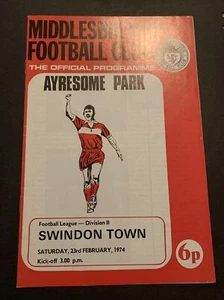 MIDDLESBROUGH
FOOTBALL CLUB
THE OFFICIAL PROGRAMME
AYRESOME PARK
Football League — Division II
SWINDON TOWN
SATURDAY, 23rd FEBRUARY, 1974
Kick-off 3.00 p.m.
6p